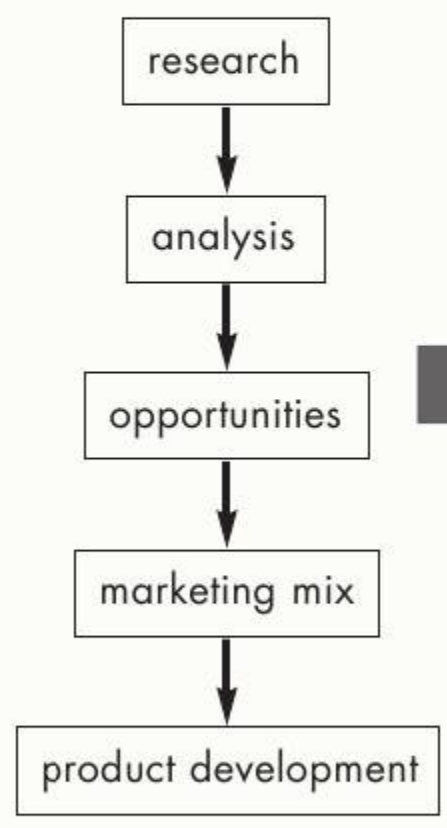 research
analysis
opportunities
marketing mix
product development